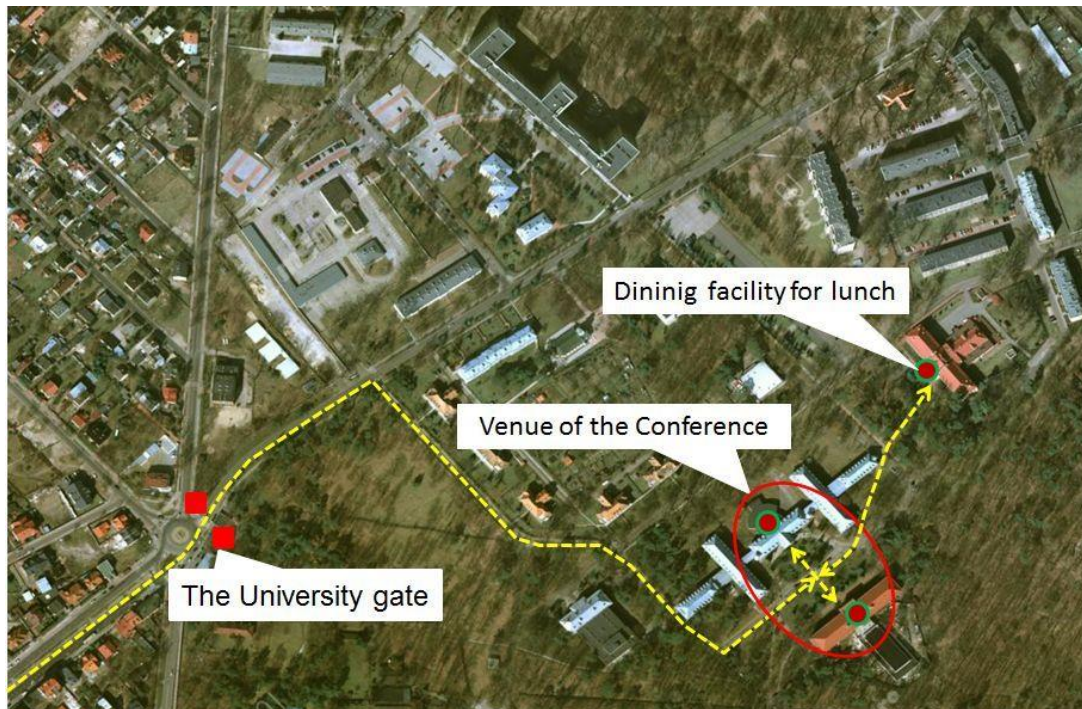 Dininig facility for lunch
Venue of the Conference
The University gate